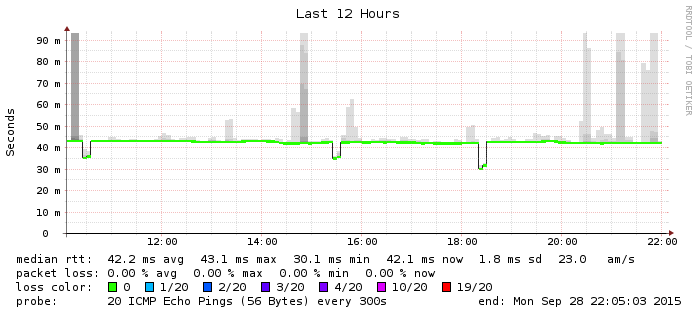 Last 12 Hours
RRDTOOL / TOBI OETIKER
Seconds
90 m
80 m
70 m
60 m
50 m
40 m
30 m
20 m
10 m
0
12:00 14:00 16:00 18:00 20:00 22:00
median rtt: 42.2 ms avg 43.1 ms max 30.1 ms min 42.1 ms now 1.8 ms sd 23.0 am/s
packet loss: 0.00 % avg 0.00 % max 0.00 % min 0.00 % now
loss color: 0 1/20 2/20 3/20 4/20 10/20 19/20
probe: 20 ICMP Echo Pings (56 Bytes) every 300s end: Mon Sep 28 22:05:03 2015